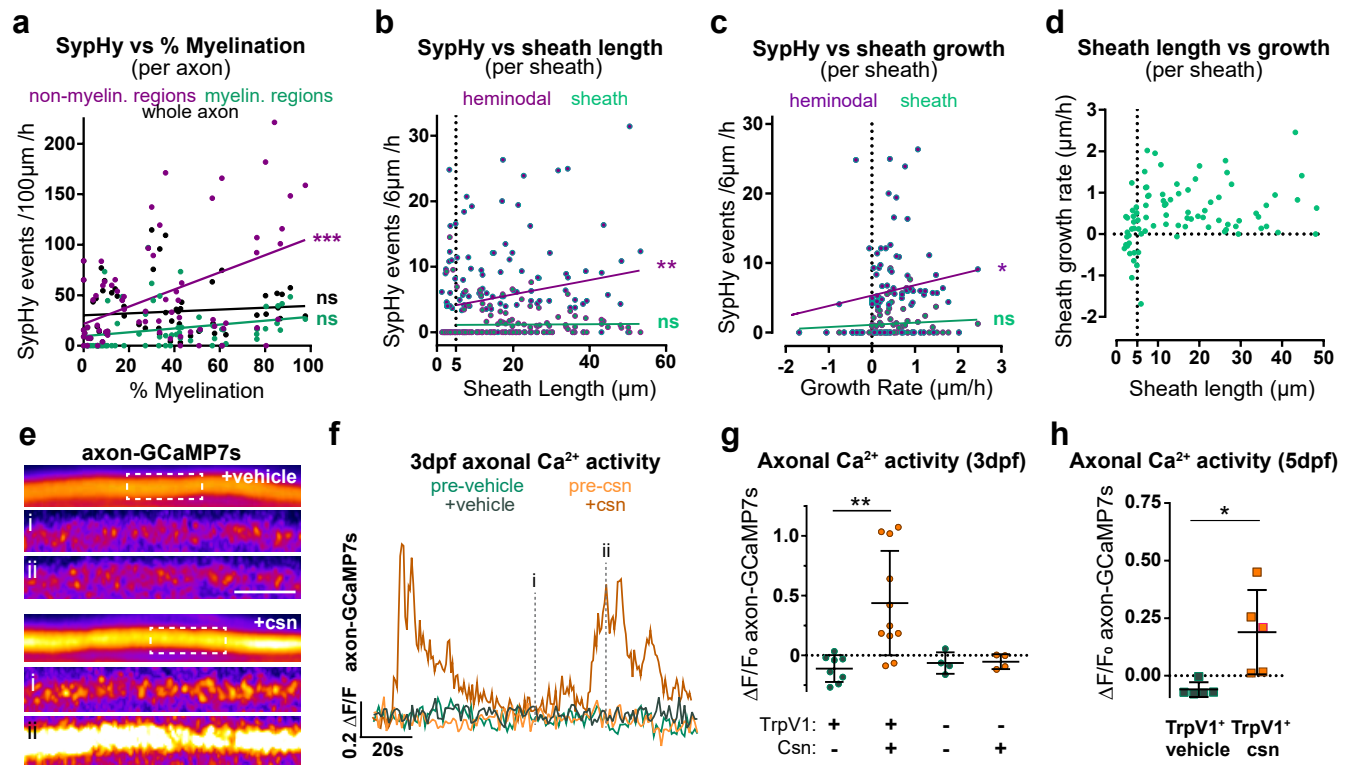 a
SypHy vs % Myelination
(per axon)
non-myelin. regions myelin. regions
whole axon
SypHy events /100µm /h
200
150
100
50
0
***
ns
ns
0 20 40 60 80 100
% Myelination
b
SypHy vs sheath length
(per sheath)
heminodal sheath
SypHy events /6µm /h
30
20
10
0
**
ns
0 5 20 40 60
Sheath Length (µm)
c
SypHy vs sheath growth
(per sheath)
heminodal sheath
SypHy events /6µm /h
30
20
10
0
*
ns
-2 -1 0 1 2 3
Growth Rate (µm/h)
d
Sheath length vs growth
(per sheath)
Sheath growth rate (µm/h)
3
2
1
0
-1
-2
0 5 10 20 30 40 50
Sheath length (µm)
e
axon-GCaMP7s
+vehicle
i
ii
+csn
i
ii
f
3dpf axonal Ca²⁺ activity
pre-vehicle pre-csn
+vehicle +csn
axon-GCaMP7s
i
ii
0.2 ΔF/F
20s
g
Axonal Ca²⁺ activity (3dpf)
ΔF/F₀ axon-GCaMP7s
**
1.0
0.5
0
TrpV1: + + - -
Csn: - + - +
h
Axonal Ca²⁺ activity (5dpf)
ΔF/F₀ axon-GCaMP7s
*
0.75
0.50
0.25
0.00
TrpV1⁺ TrpV1⁺
vehicle csn